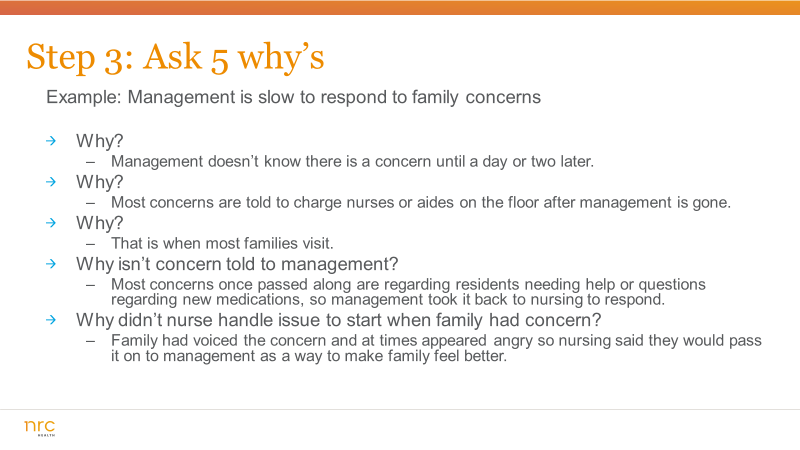 Step 3: Ask 5 why’s
Example: Management is slow to respond to family concerns
→ Why?
– Management doesn’t know there is a concern until a day or two later.
→ Why?
– Most concerns are told to charge nurses or aides on the floor after management is gone.
→ Why?
– That is when most families visit.
→ Why isn’t concern told to management?
– Most concerns once passed along are regarding residents needing help or questions
regarding new medications, so management took it back to nursing to respond.
→ Why didn’t nurse handle issue to start when family had concern?
– Family had voiced the concern and at times appeared angry so nursing said they would pass
it on to management as a way to make family feel better.
nrc
HEALTH